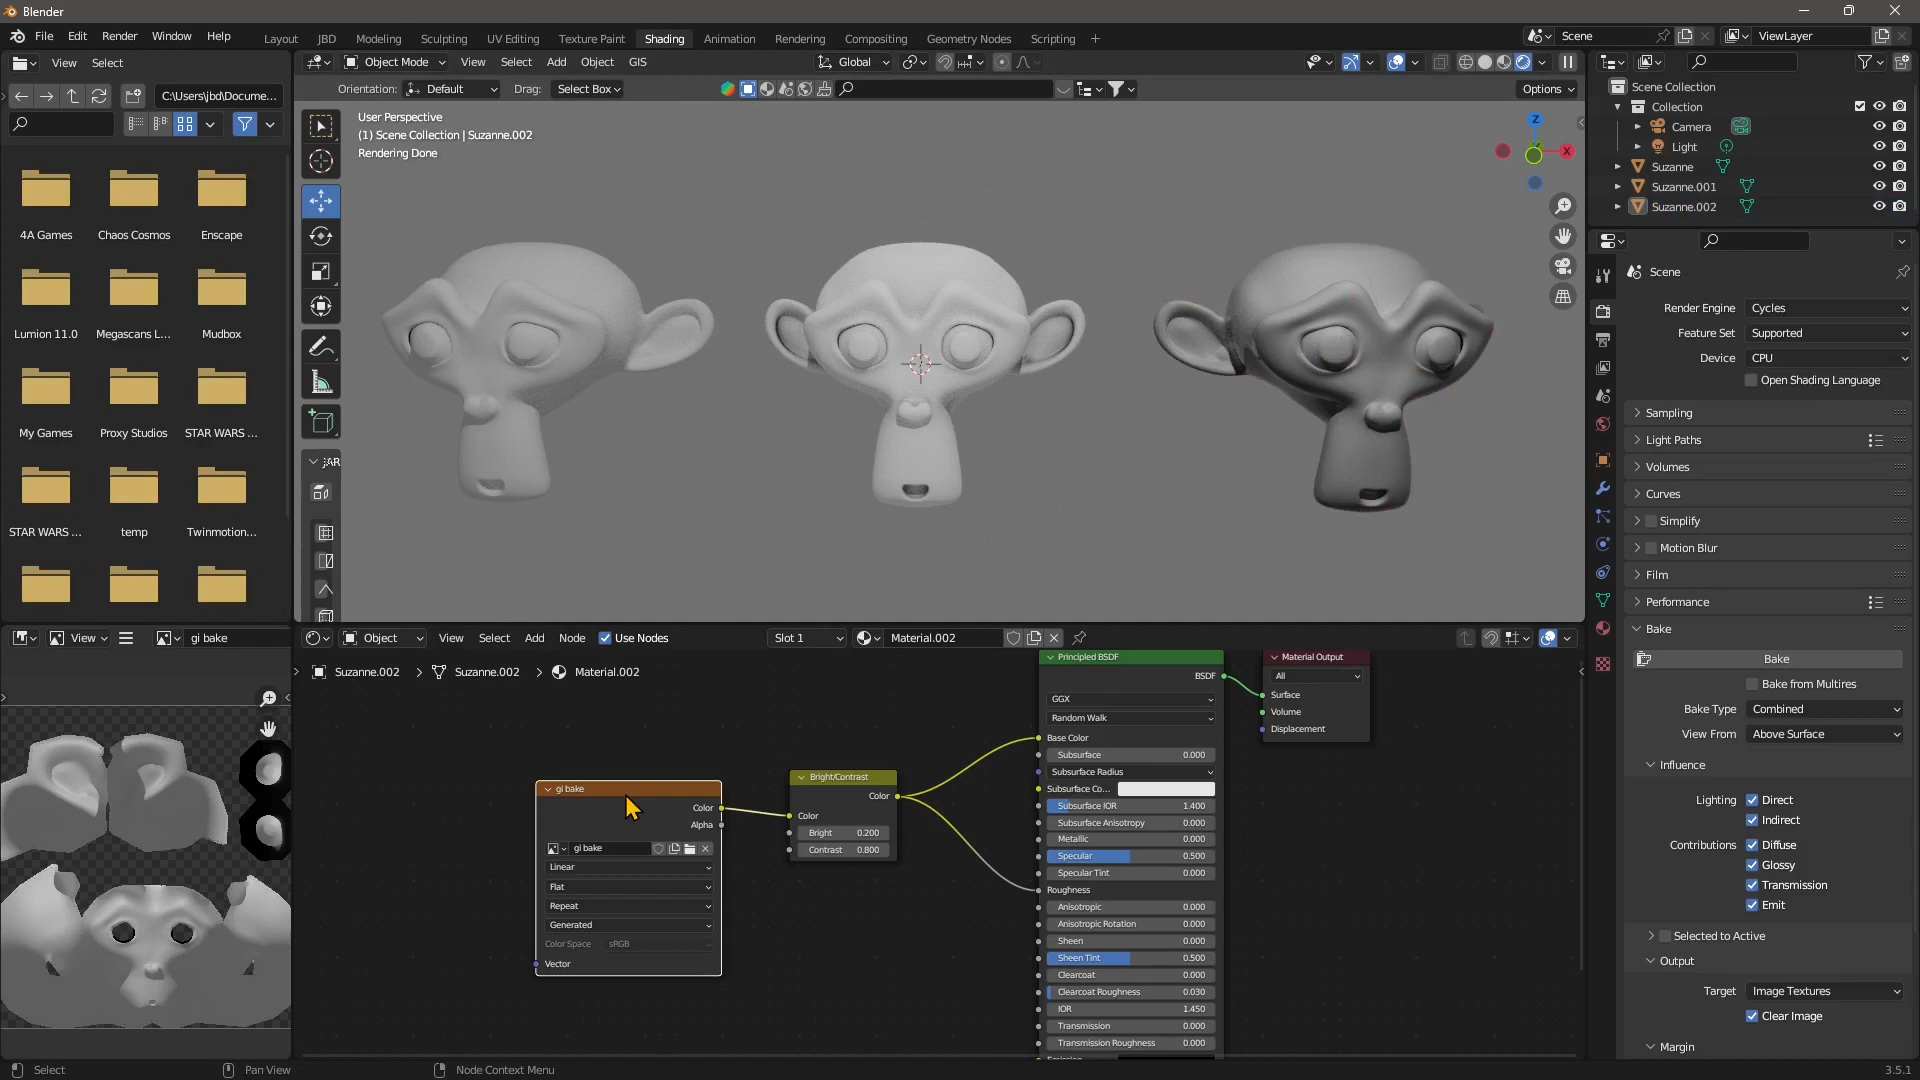 Blender
File Edit Render Window Help
Layout JBD Modeling Sculpting UV Editing Texture Paint Shading Animation Rendering Compositing Geometry Nodes Scripting +
Scene
ViewLayer
View Select
C:\Users\jbd\Docume...
4A Games Chaos Cosmos Enscape
Lumion 11.0 Megascans L... Mudbox
My Games Proxy Studios STAR WARS ...
STAR WARS ... temp Twinmotion...
Object Mode View Select Add Object GIS
Global
Orientation: Default Drag: Select Box
Options
User Perspective
(1) Scene Collection | Suzanne.002
Rendering Done
Z
X
Scene Collection
Collection
Camera
Light
Suzanne
Suzanne.001
Suzanne.002
Scene
Render Engine Cycles
Feature Set Supported
Device CPU
Open Shading Language
Sampling
Light Paths
Volumes
Curves
Simplify
Motion Blur
Film
Performance
Bake
Bake
Bake from Multires
Bake Type Combined
View From Above Surface
Influence
Lighting Direct
Indirect
Contributions Diffuse
Glossy
Transmission
Emit
Selected to Active
Output
Target Image Textures
Clear Image
Margin
View
gi bake
Object View Select Add Node Use Nodes
Slot 1
Material.002
Suzanne.002 > Suzanne.002 > Material.002
gi bake
Color
Alpha
gi bake
Linear
Flat
Repeat
Generated
Color Space sRGB
Vector
Bright/Contrast
Color
Color
Bright 0.200
Contrast 0.800
Principled BSDF
BSDF
GGX
Random Walk
Base Color
Subsurface 0.000
Subsurface Radius
Subsurface Co...
Subsurface IOR 1.400
Subsurface Anisotropy 0.000
Metallic 0.000
Specular 0.500
Specular Tint 0.000
Roughness
Anisotropic 0.000
Anisotropic Rotation 0.000
Sheen 0.000
Sheen Tint 0.500
Clearcoat 0.000
Clearcoat Roughness 0.030
IOR 1.450
Transmission 0.000
Transmission Roughness 0.000
Material Output
All
Surface
Volume
Displacement
Select
Pan View
Node Context Menu
3.5.1